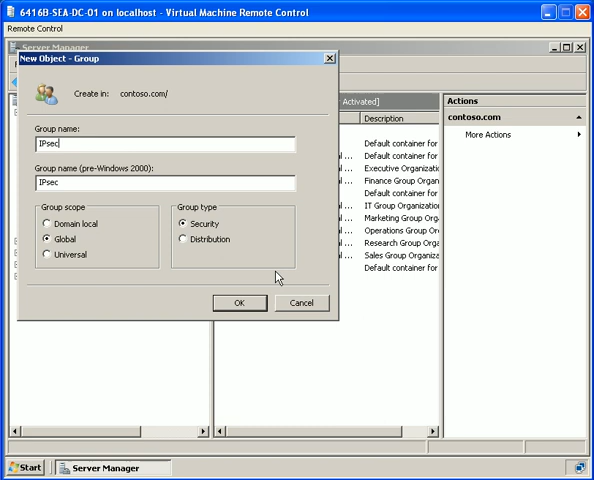 6416B-SEA-DC-01 on localhost - Virtual Machine Remote Control
Remote Control
Server Manager
New Object - Group
Create in: contoso.com/
Group name:
IPsec
Group name (pre-Windows 2000):
IPsec
Group scope
Domain local
Global
Universal
Group type
Security
Distribution
OK
Cancel
Activated]
Description
Default container for
Default container for
Executive Organizatio
Finance Group Organ
Default container for
IT Group Organizatio
Marketing Group Org
Operations Group Or
Research Group Orga
Sales Group Organiza
Default container for
Actions
contoso.com
More Actions
Start
Server Manager